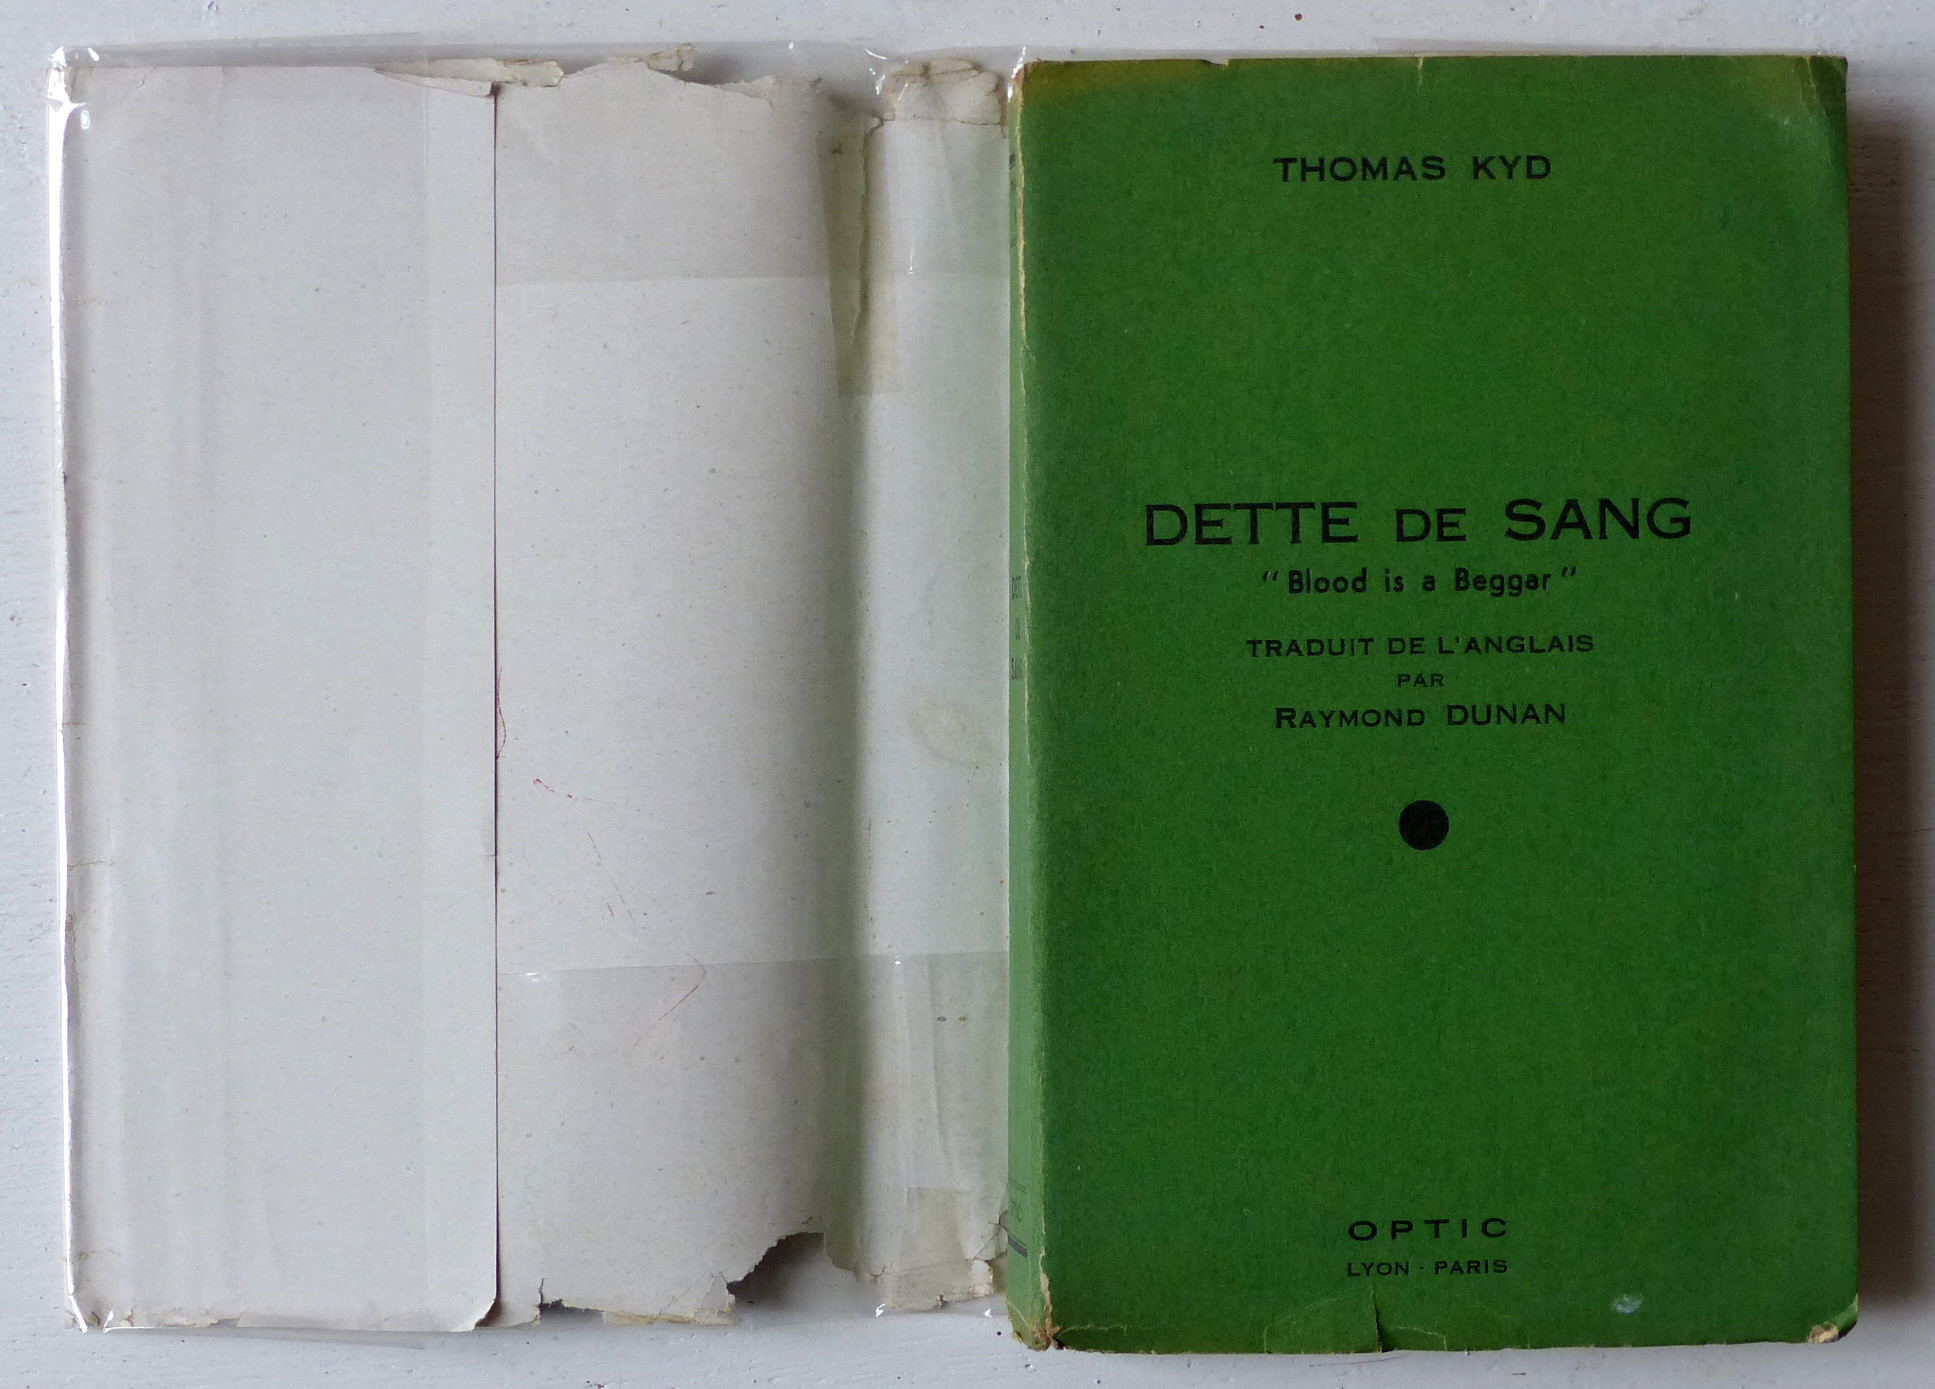 THOMAS KYD
DETTE DE SANG
"Blood is a Beggar"
TRADUIT DE L'ANGLAIS
PAR
RAYMOND DUNAN
OPTIC
LYON - PARIS